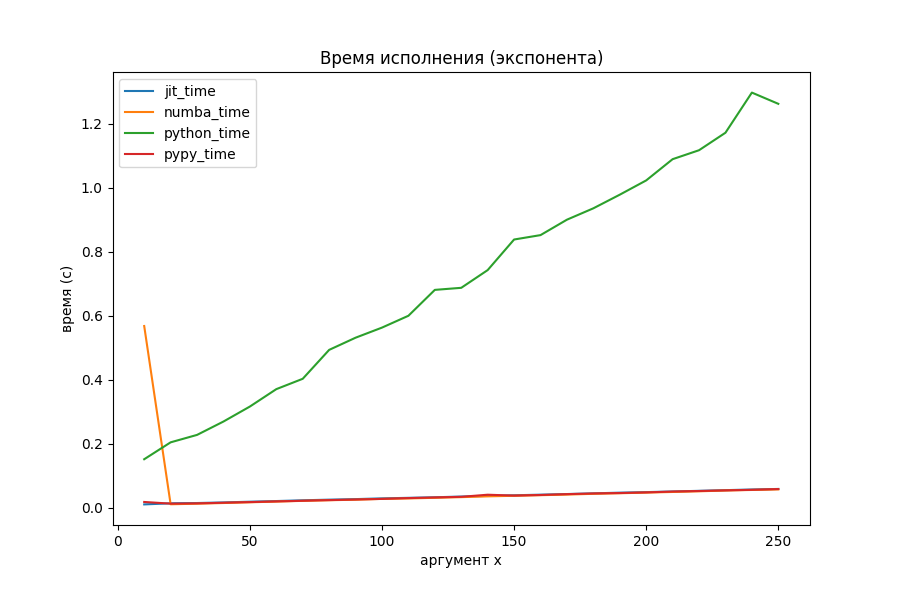 Время исполнения (экспонента)
jit_time
numba_time
python_time
pypy_time
1.2
1.0
0.8
0.6
0.4
0.2
0.0
время (с)
0 50 100 150 200 250
аргумент x